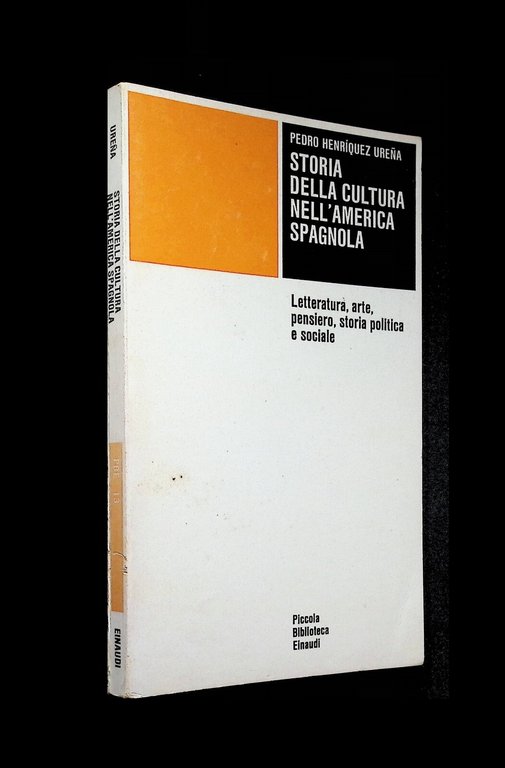 PEDRO HENRÍQUEZ UREÑA
STORIA
DELLA CULTURA
NELL'AMERICA
SPAGNOLA
Letteratura, arte,
pensiero, storia politica
e sociale
Piccola
Biblioteca
Einaudi
UREÑA
STORIA DELLA CULTURA
NELL'AMERICA SPAGNOLA
PBE 13
EINAUDI